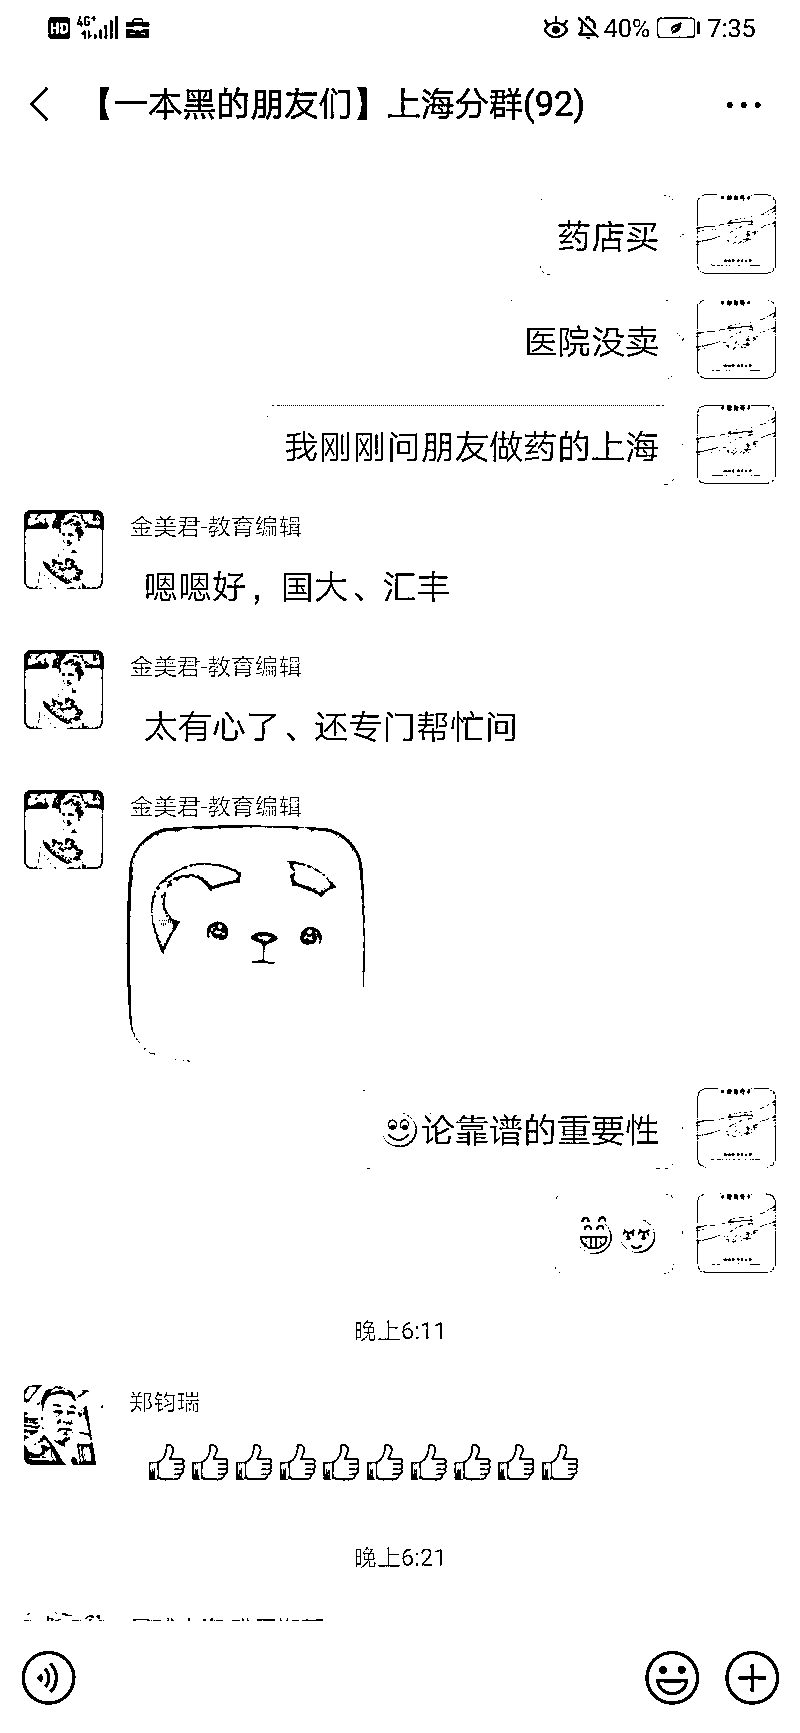 HD 4G+ 40% 7:35
【一本黑的朋友们】上海分群(92)
药店买
医院没卖
我刚刚问朋友做药的上海
金美君-教育编辑
嗯嗯好，国大、汇丰
金美君-教育编辑
太有心了、还专门帮忙问
金美君-教育编辑
论靠谱的重要性
晚上6:11
郑钧瑞
晚上6:21